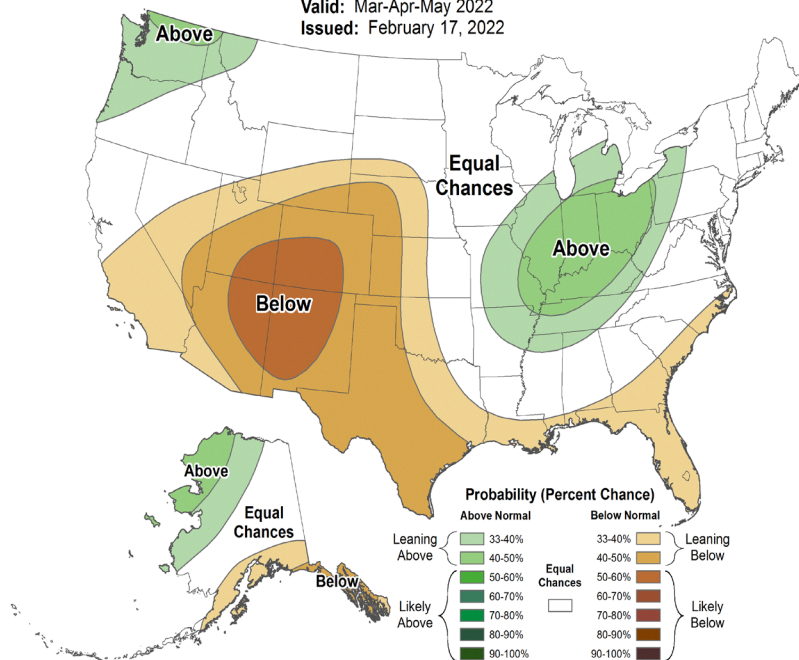 Valid: Mar-Apr-May 2022
Issued: February 17, 2022
Above
Equal
Chances
Above
Below
Above
Equal
Chances
Below
Probability (Percent Chance)
Above Normal
Below Normal
Leaning
Above
33-40%
40-50%
Likely
Above
50-60%
60-70%
70-80%
80-90%
90-100%
Equal
Chances
33-40%
40-50%
Leaning
Below
50-60%
60-70%
70-80%
80-90%
90-100%
Likely
Below